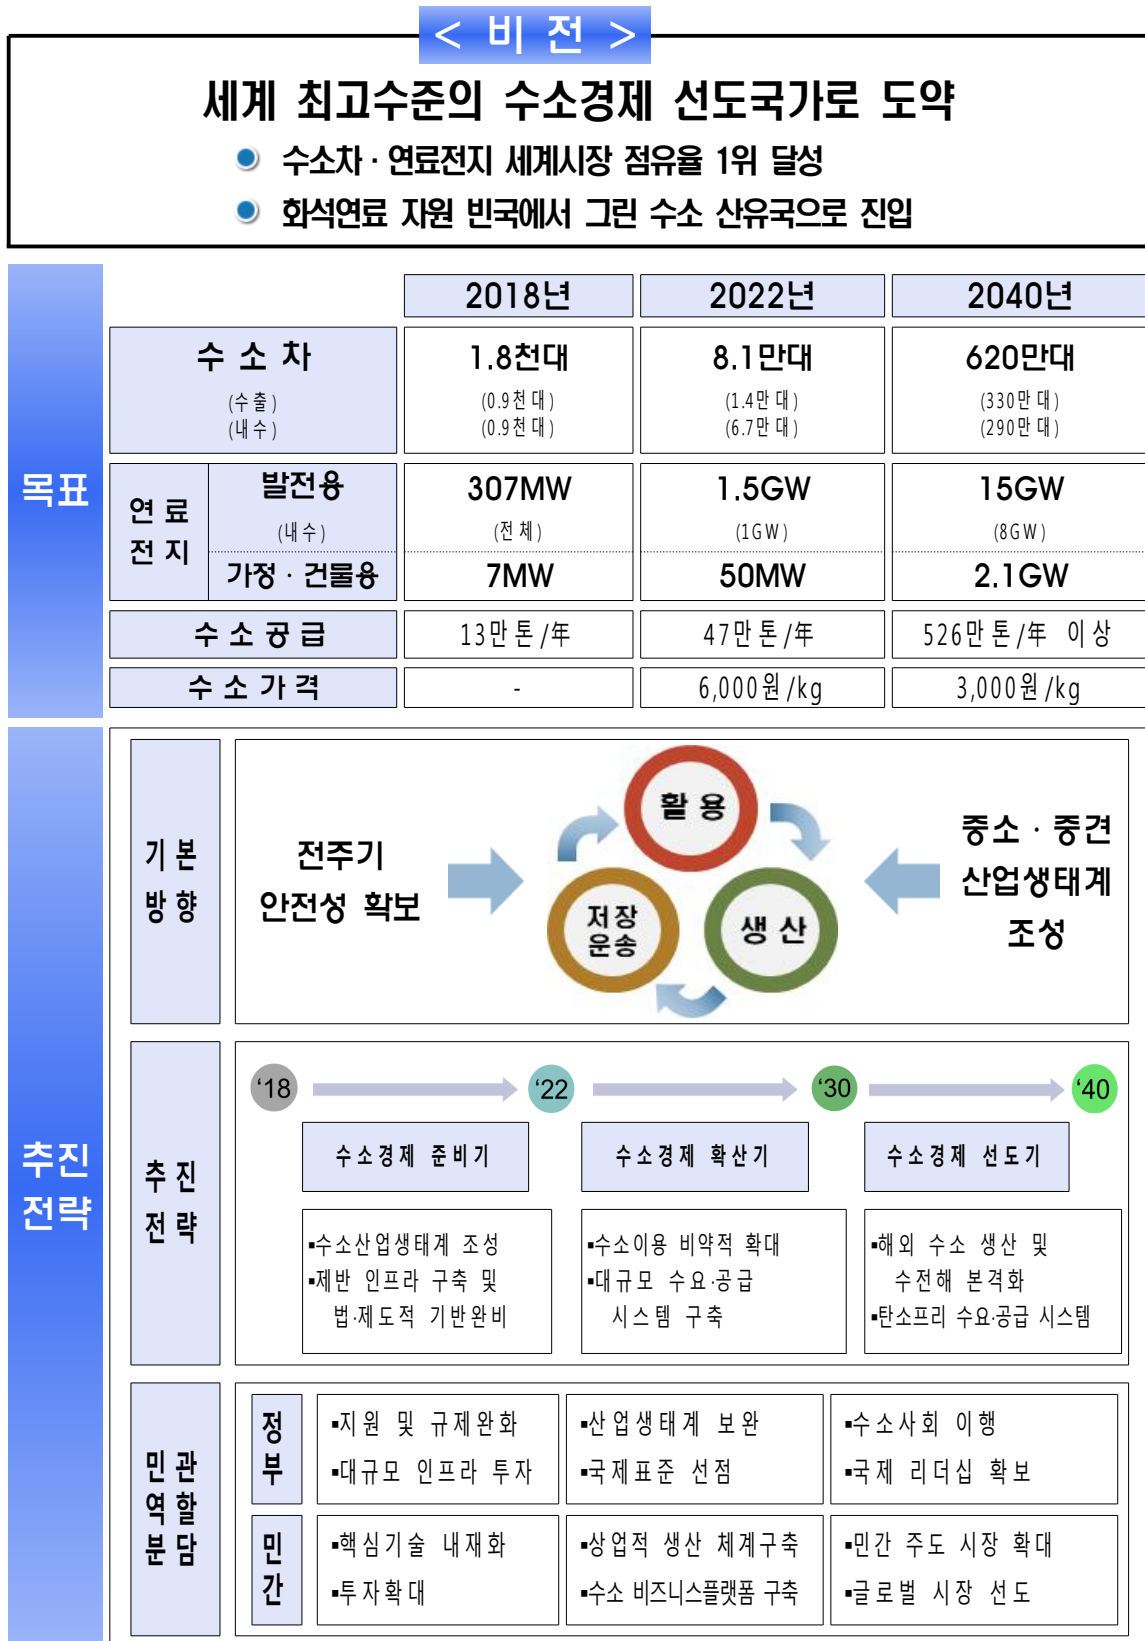 < 비 전 >
세계 최고수준의 수소경제 선도국가로 도약
수소차 · 연료전지 세계시장 점유율 1위 달성
화석연료 자원 빈국에서 그린 수소 산유국으로 진입
목표
2018년 2022년 2040년
수 소 차 1.8천대 8.1만대 620만대
(수출) (0.9천대) (1.4만대) (330만대)
(내수) (0.9천대) (6.7만대) (290만대)
연 료
전 지
발전용 307MW 1.5GW 15GW
(내수) (전체) (1GW) (8GW)
가정 · 건물용 7MW 50MW 2.1GW
수소공급 13만톤/年 47만톤/年 526만톤/年 이상
수소가격 - 6,000원/kg 3,000원/kg
추진
전략
기본
방향
전주기
안전성 확보
활용
저장
운송
생산
중소 · 중견
산업생태계
조성
추진
전략
‘18 ‘22 ‘30 ‘40
수소경제 준비기 수소경제 확산기 수소경제 선도기
▪수소산업생태계 조성
▪제반 인프라 구축 및
법·제도적 기반완비
▪수소이용 비약적 확대
▪대규모 수요·공급
시스템 구축
▪해외 수소 생산 및
수전해 본격화
▪탄소프리 수요·공급 시스템
민관
역할
분담
정
부
▪지원 및 규제완화
▪대규모 인프라 투자
▪산업생태계 보완
▪국제표준 선점
▪수소사회 이행
▪국제 리더십 확보
민
간
▪핵심기술 내재화
▪투자확대
▪상업적 생산 체계구축
▪수소 비즈니스플랫폼 구축
▪민간 주도 시장 확대
▪글로벌 시장 선도